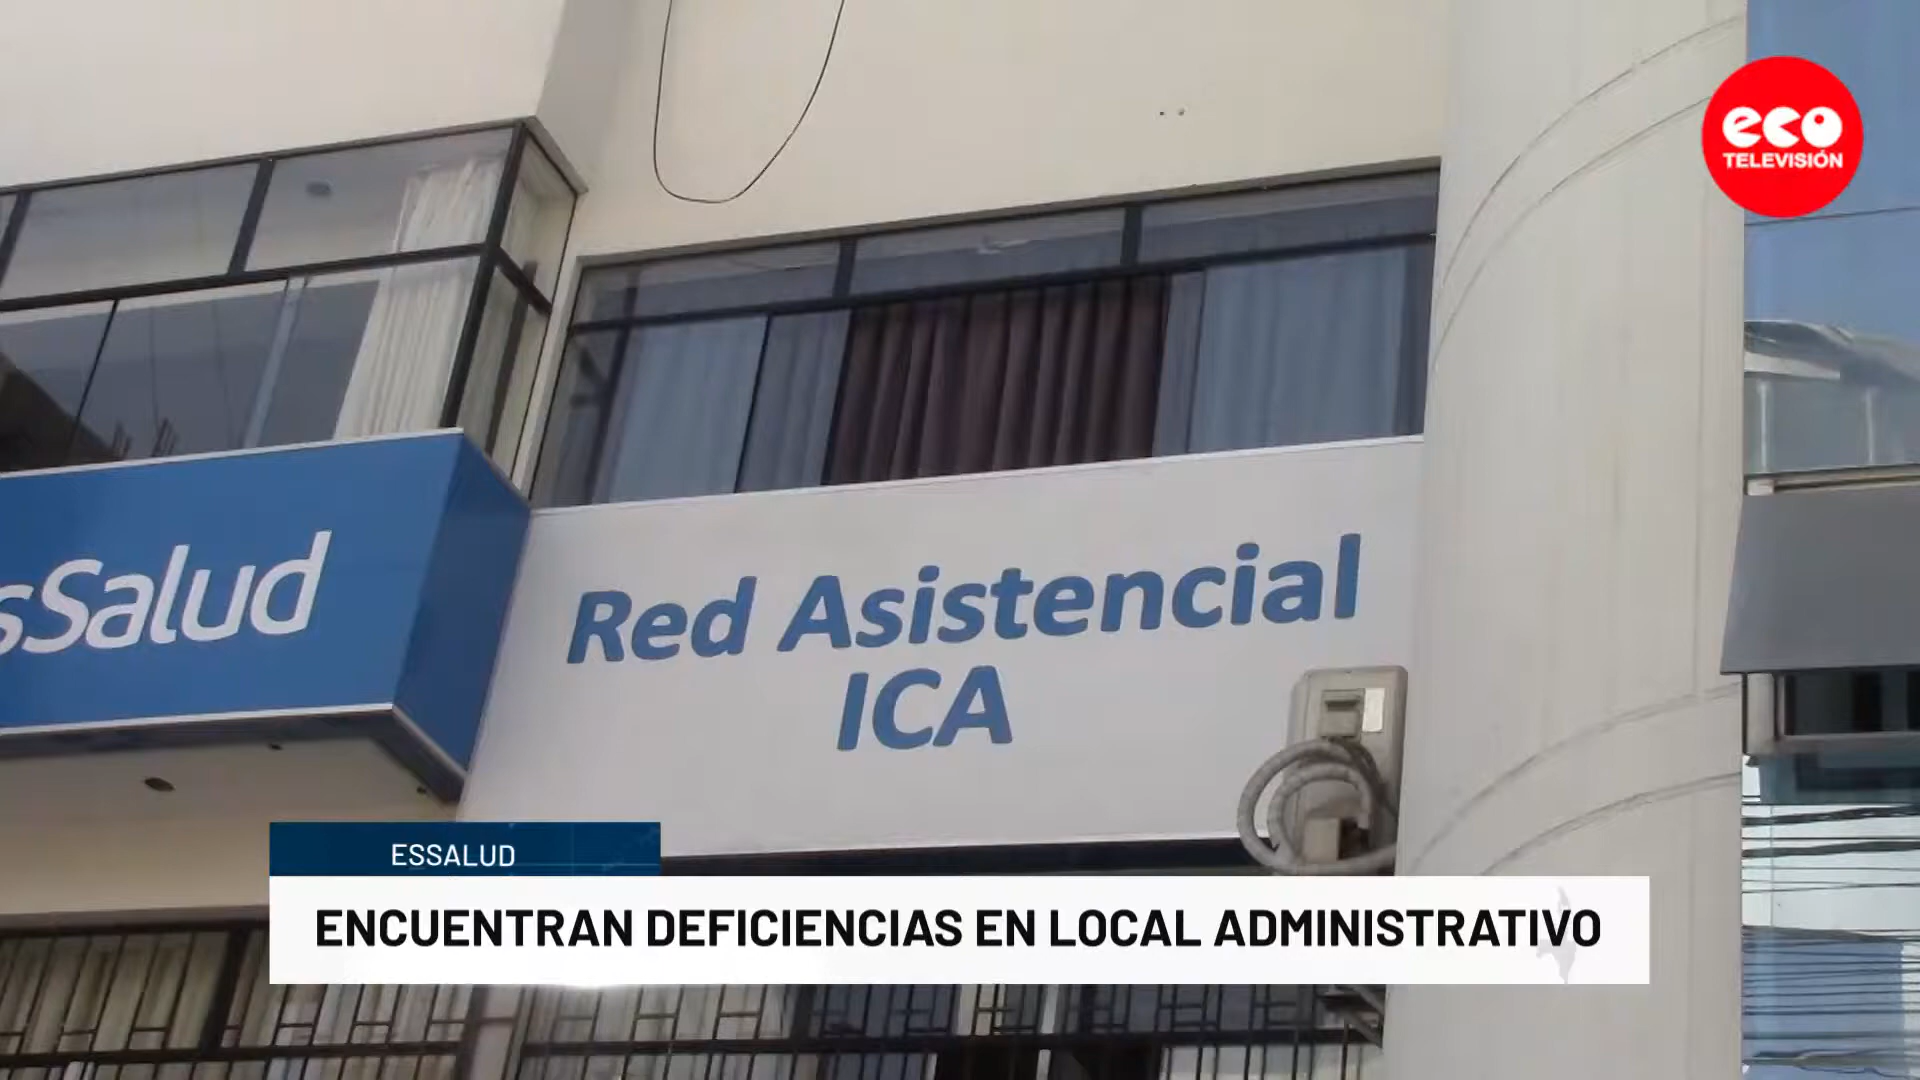 eco
TELEVISIÓN
sSalud
Red Asistencial
ICA
ESSALUD
ENCUENTRAN DEFICIENCIAS EN LOCAL ADMINISTRATIVO